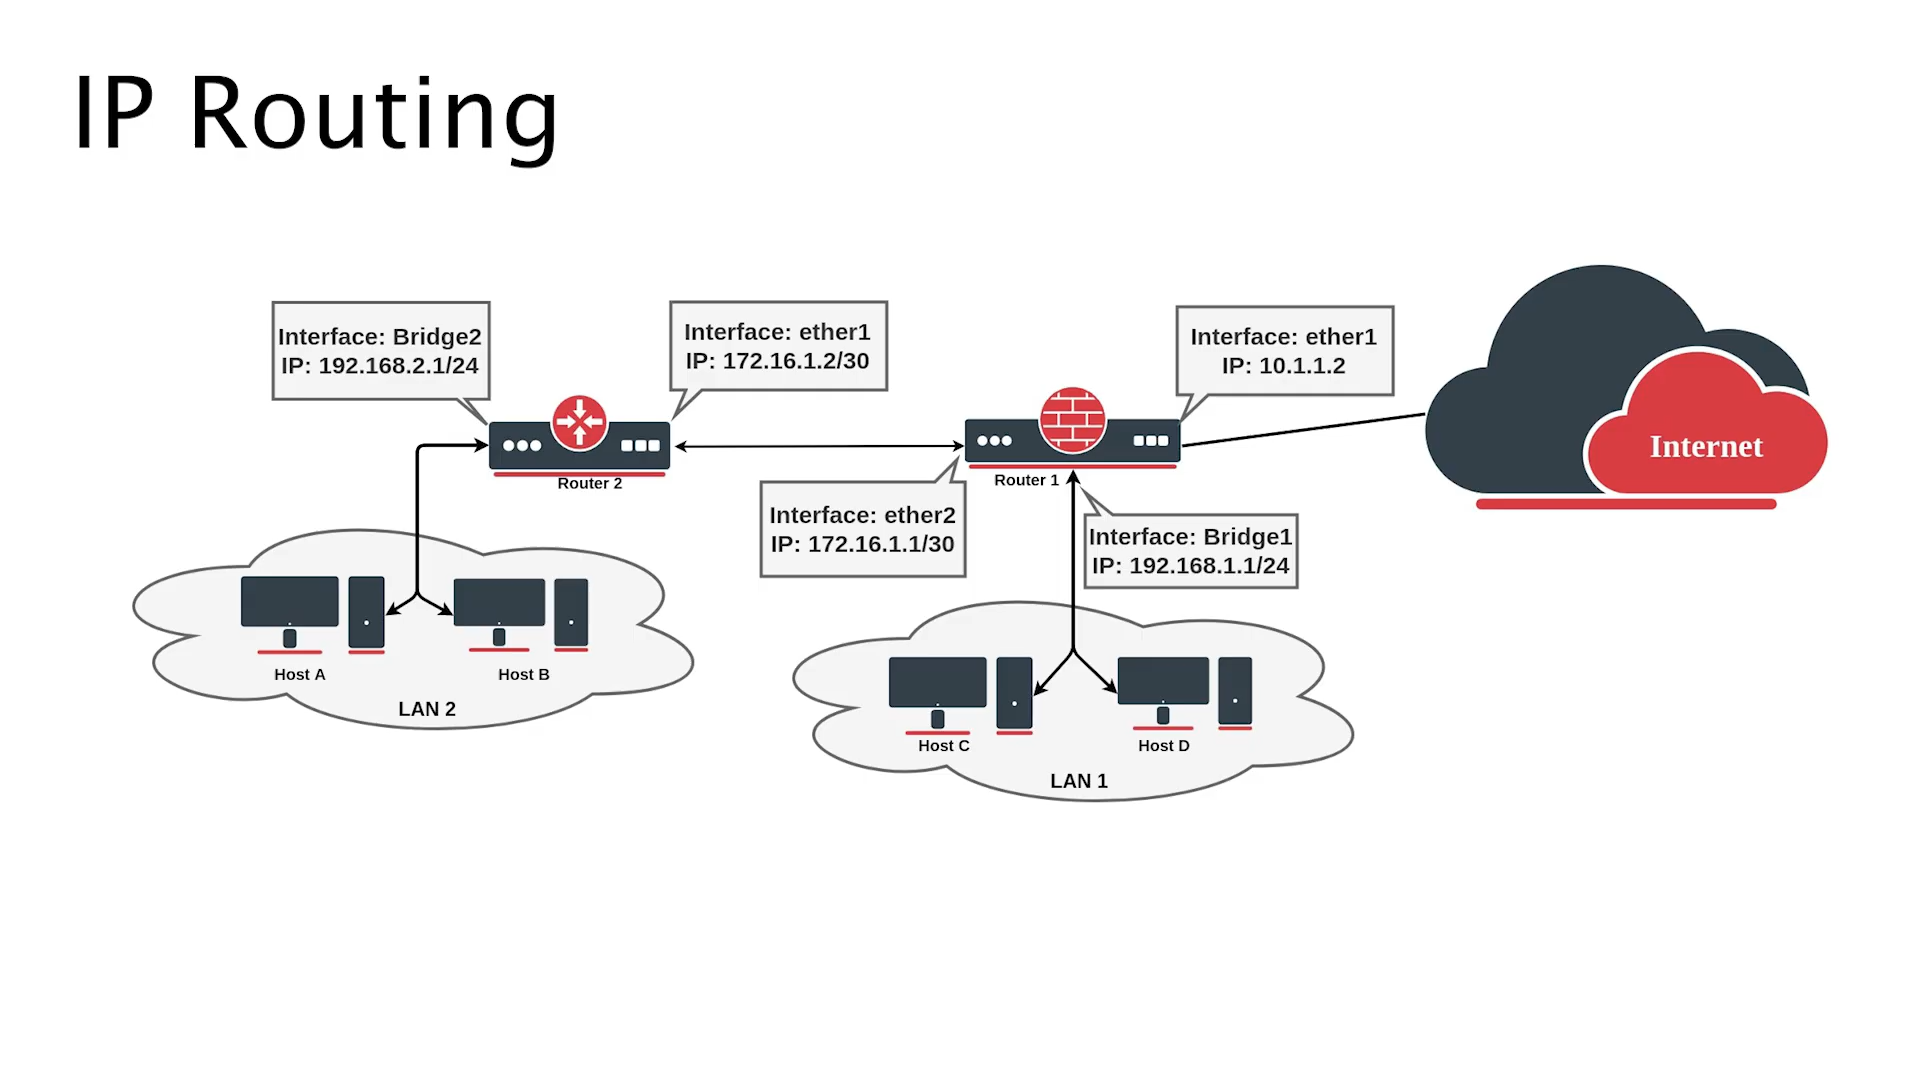 IP Routing
Interface: Bridge2
IP: 192.168.2.1/24
Interface: ether1
IP: 172.16.1.2/30
Interface: ether1
IP: 10.1.1.2
Internet
Router 2
Router 1
Interface: ether2
IP: 172.16.1.1/30
Interface: Bridge1
IP: 192.168.1.1/24
Host A
Host B
LAN 2
Host C
Host D
LAN 1